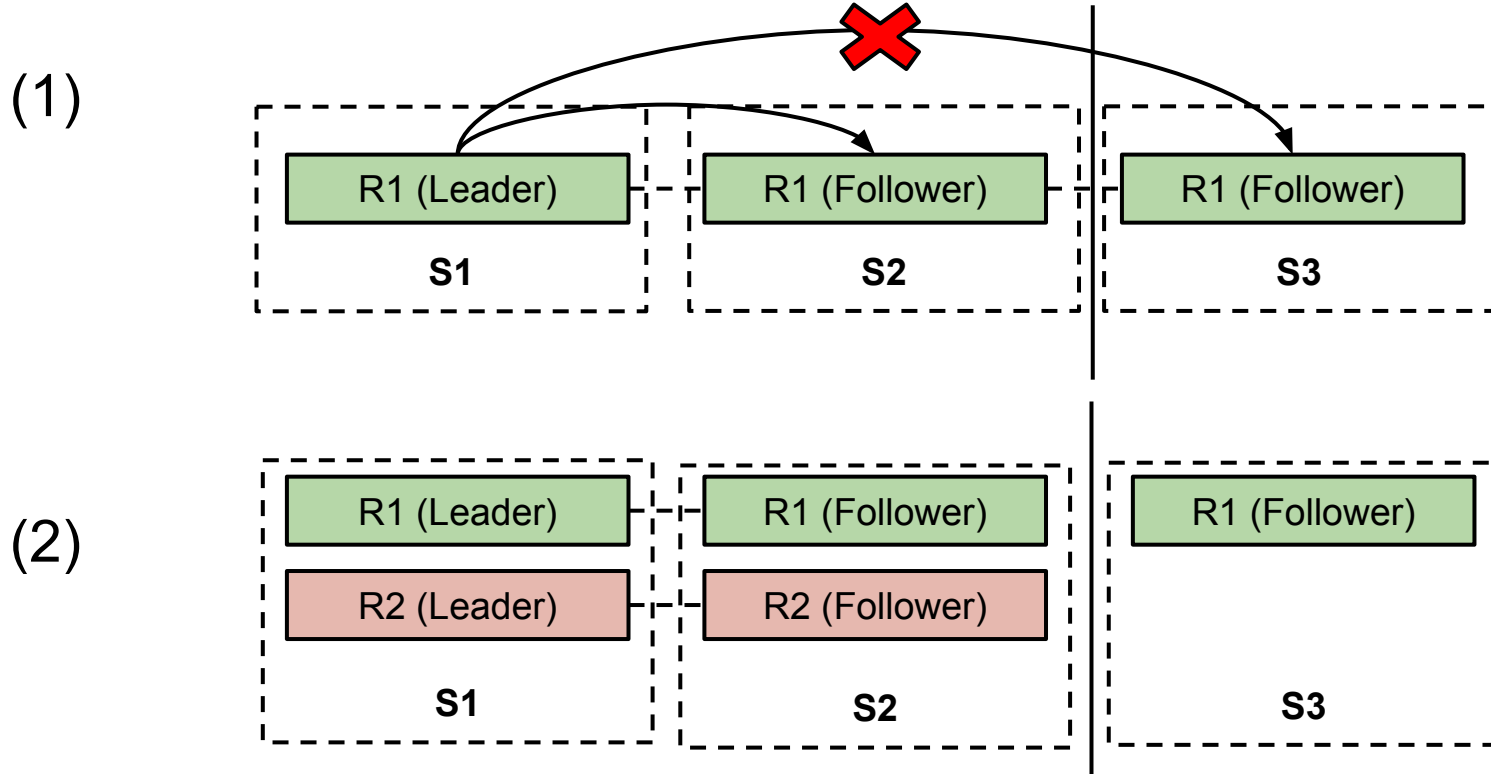 (1)
R1 (Leader)
R1 (Follower)
R1 (Follower)
S1
S2
S3
(2)
R1 (Leader)
R1 (Follower)
R1 (Follower)
R2 (Leader)
R2 (Follower)
S1
S2
S3